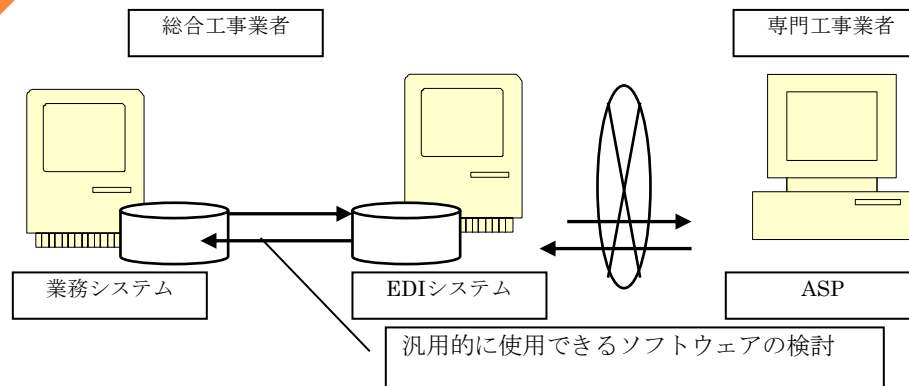 総合工事業者
専門工事業者
業務システム
EDIシステム
ASP
汎用的に使用できるソフトウェアの検討